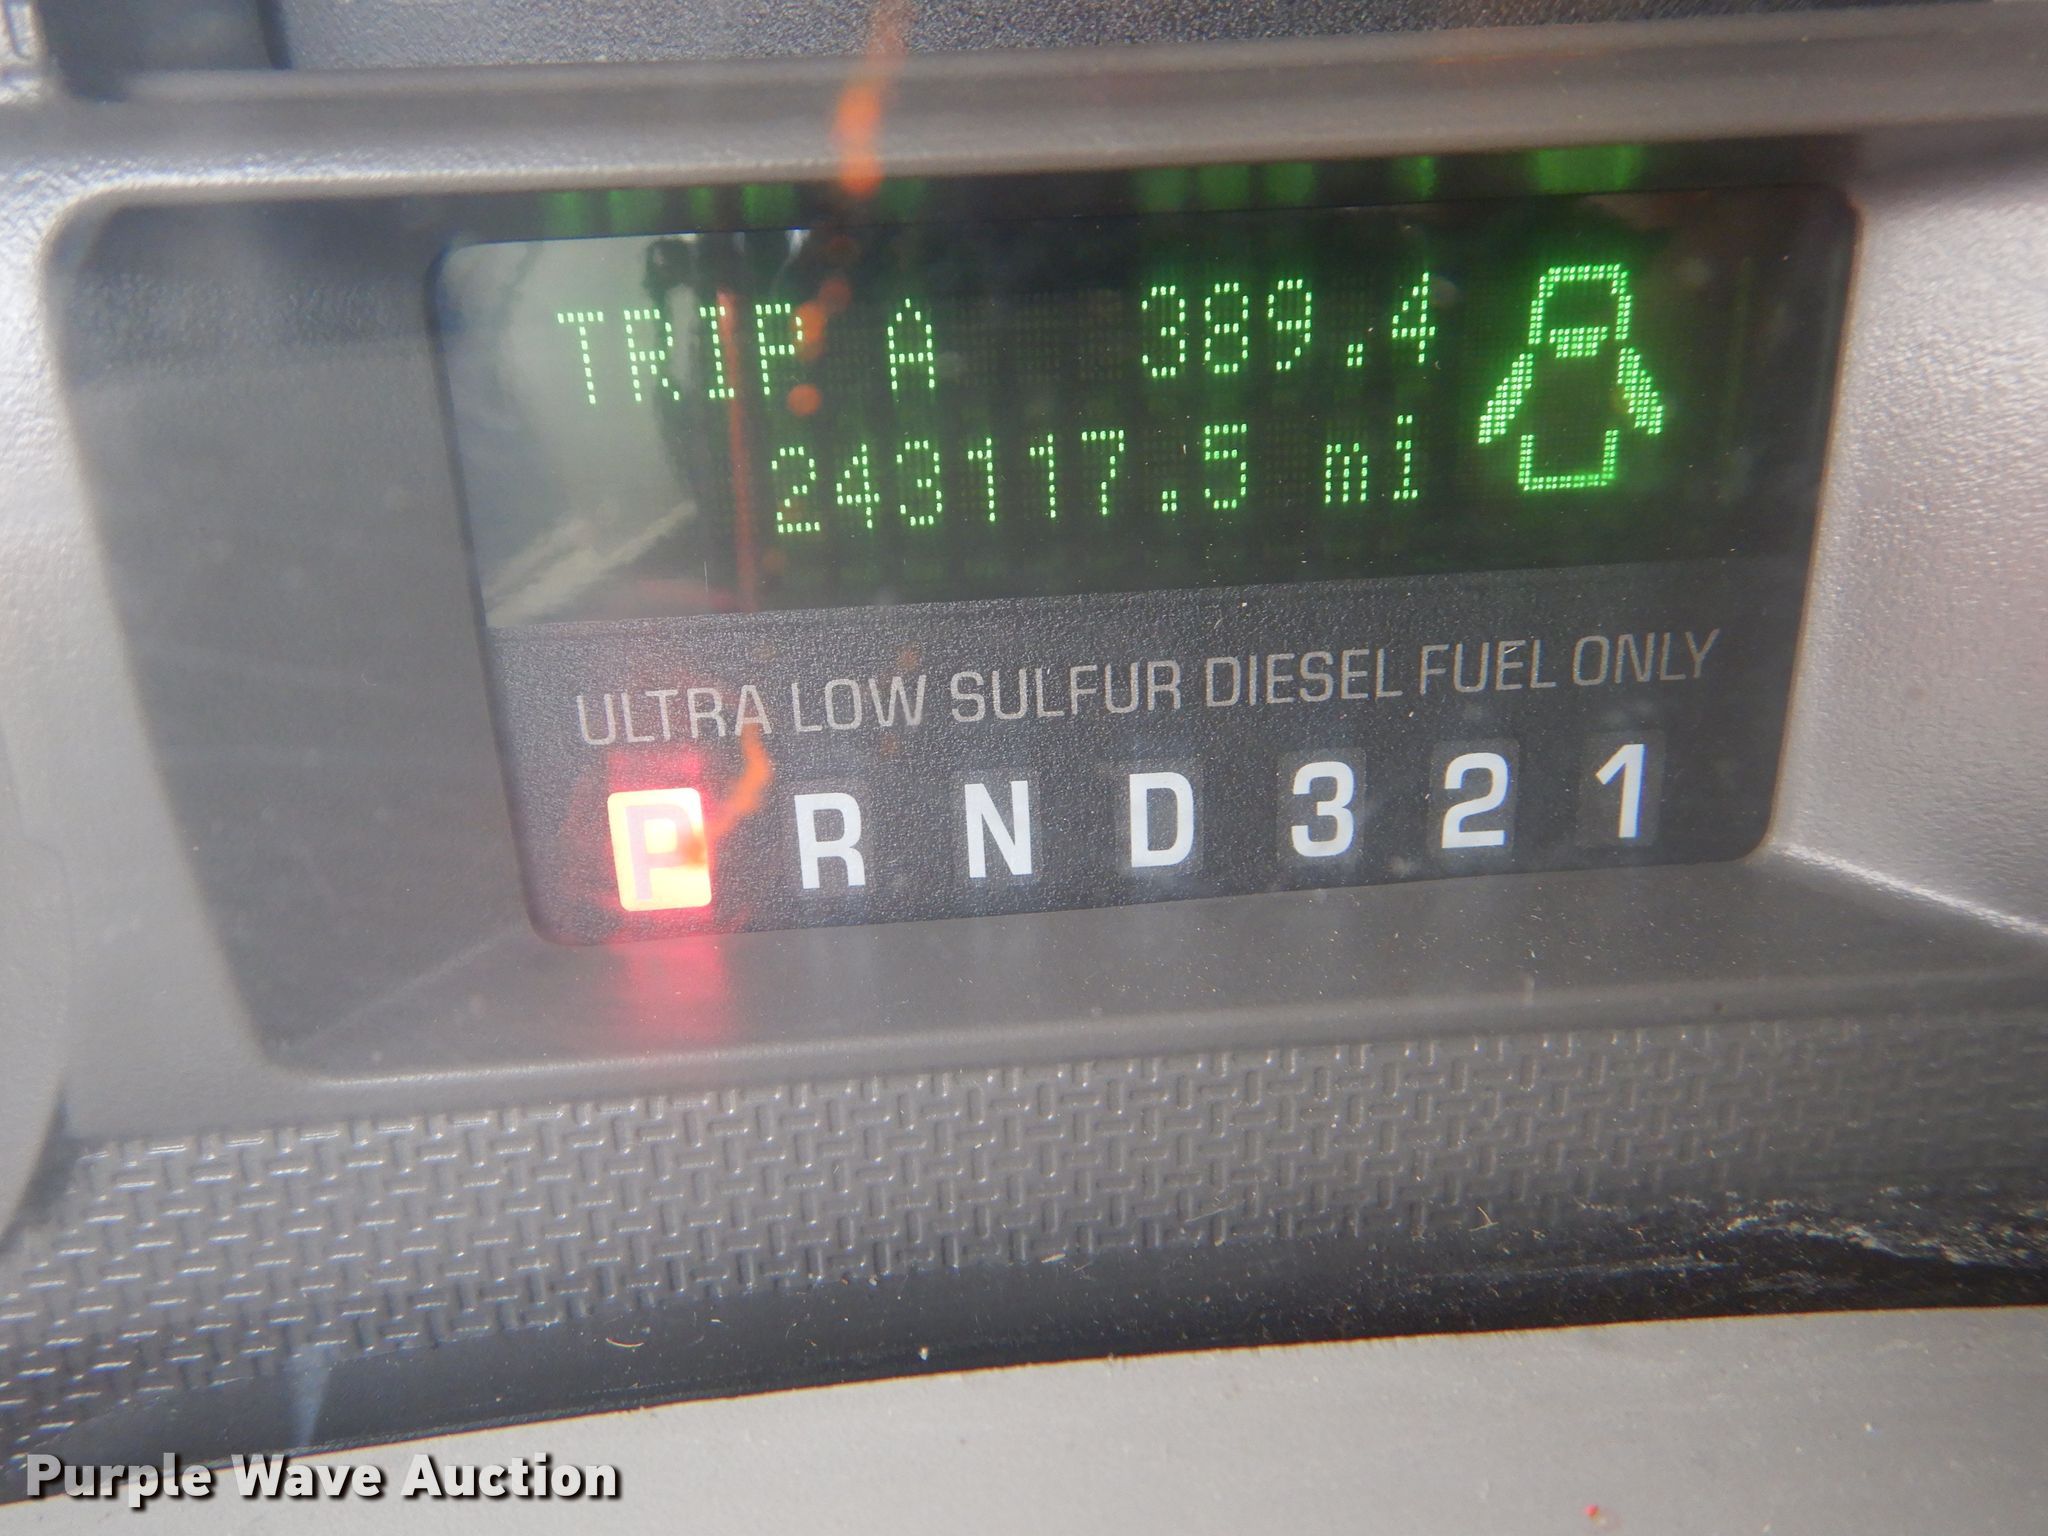 TRIP A 389.4
243117.5 mi
ULTRA LOW SULFUR DIESEL FUEL ONLY
P R N D 3 2 1
Purple Wave Auction